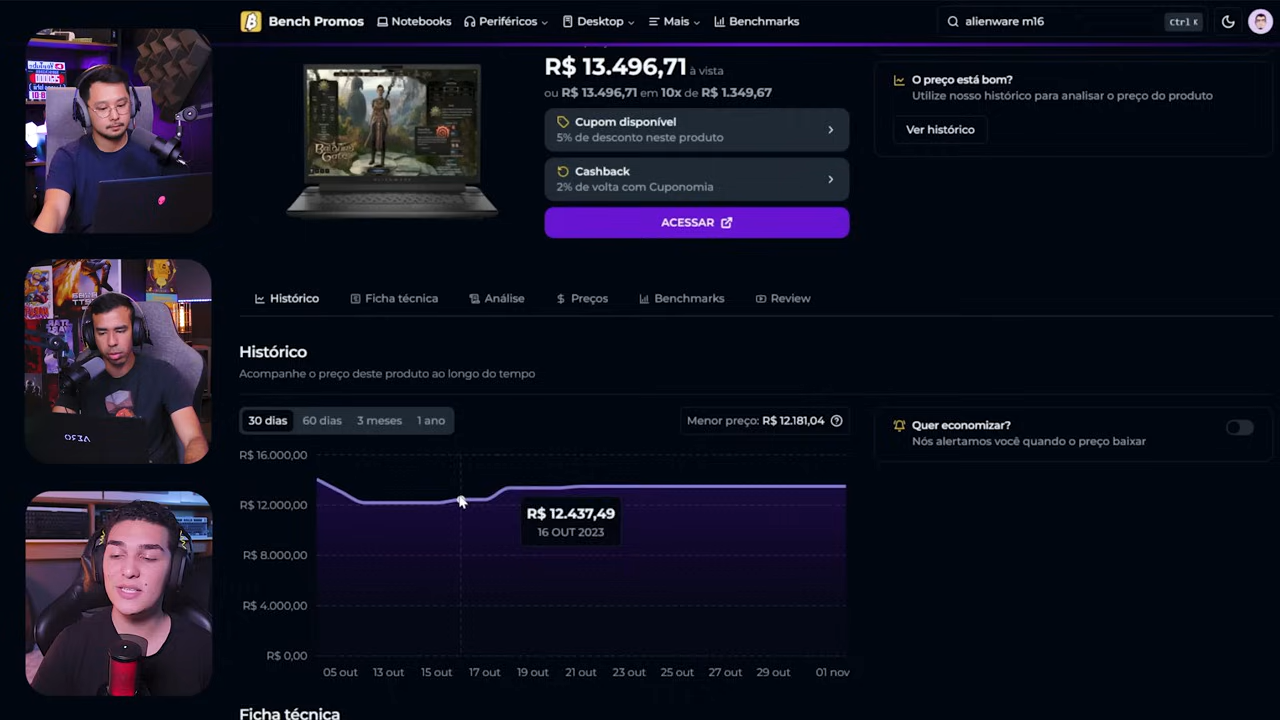 Bench Promos
Notebooks
Periféricos
Desktop
Mais
Benchmarks
alienware m16
Ctrl K
R$ 13.496,71 à vista
ou R$ 13.496,71 em 10x de R$ 1.349,67
Cupom disponível
5% de desconto neste produto
Cashback
2% de volta com Cuponomia
ACESSAR
O preço está bom?
Utilize nosso histórico para analisar o preço do produto
Ver histórico
Histórico
Ficha técnica
Análise
Preços
Benchmarks
Review
Histórico
Acompanhe o preço deste produto ao longo do tempo
30 dias
60 dias
3 meses
1 ano
Menor preço: R$ 12.181,04
Quer economizar?
Nós alertamos você quando o preço baixar
R$ 16.000,00
R$ 12.000,00
R$ 8.000,00
R$ 4.000,00
R$ 0,00
R$ 12.437,49
16 OUT 2023
05 out
13 out
15 out
17 out
19 out
21 out
23 out
25 out
27 out
29 out
01 nov
Ficha técnica
AERO